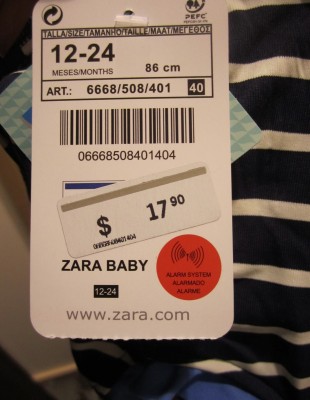 PEFC
TALLA/SIZE/TAMANHO/TAILLE/MAAT/ΜΕΓΕΘΟΣ
12-24
MESES/MONTHS
86 cm
ART.: 6668/508/401 40
06668508401404
$ 17 90
06668508401404
ZARA BABY
ALARM SYSTEM
ALARMADO
ALARME
12-24
www.zara.com